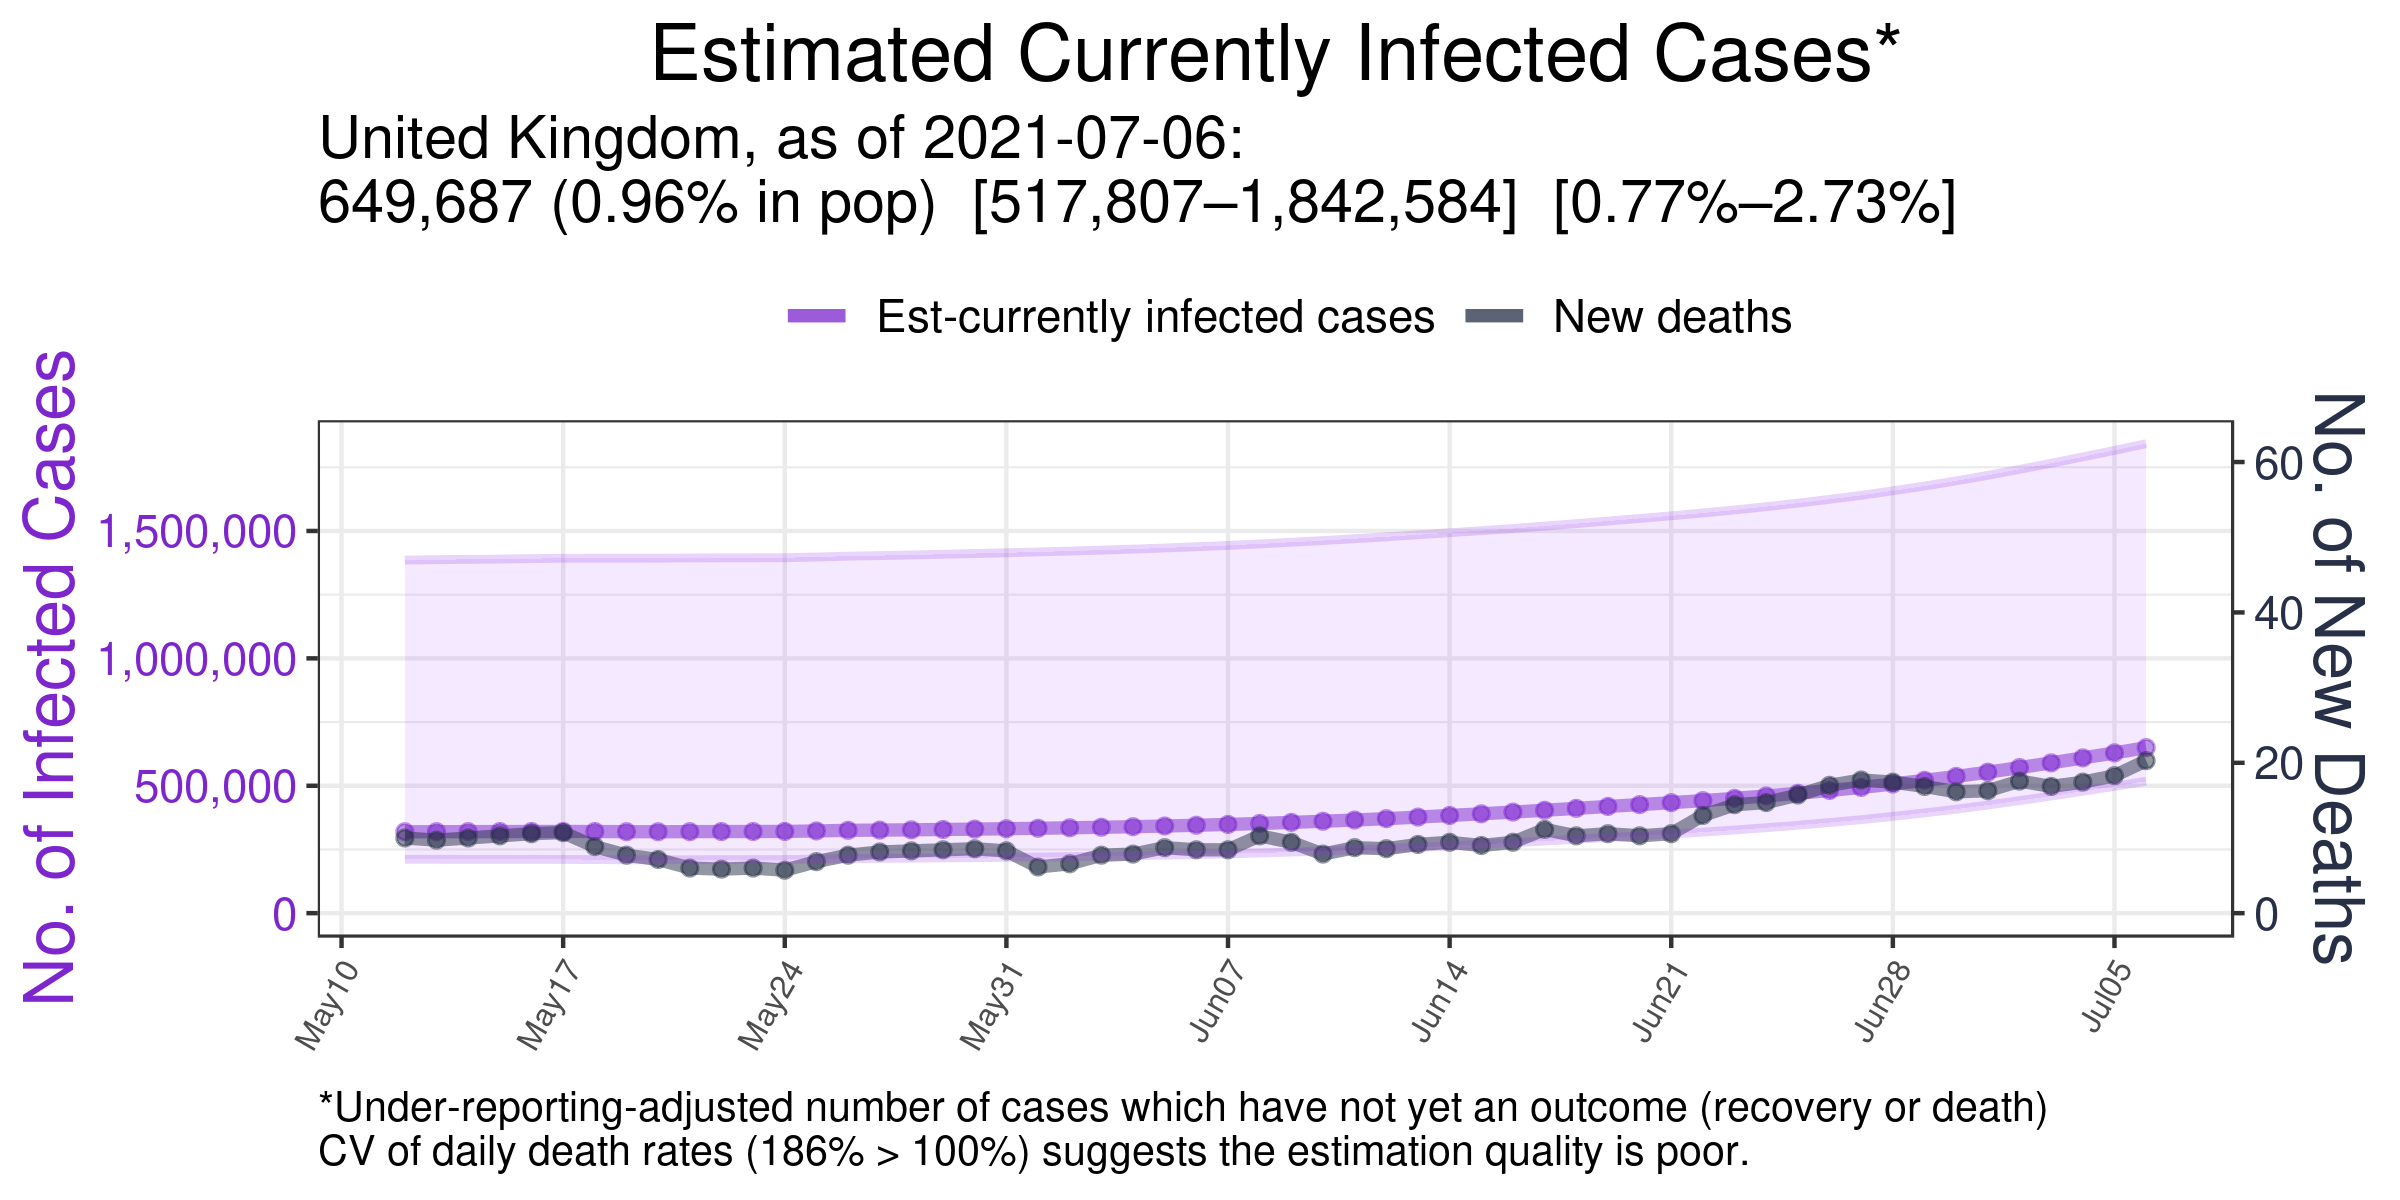 Estimated Currently Infected Cases*
United Kingdom, as of 2021-07-06:
649,687 (0.96% in pop) [517,807–1,842,584] [0.77%–2.73%]
Est-currently infected cases New deaths
No. of Infected Cases
1,500,000
1,000,000
500,000
0
60
40
20
0
No. of New Deaths
May10 May17 May24 May31 Jun07 Jun14 Jun21 Jun28 Jul05
*Under-reporting-adjusted number of cases which have not yet an outcome (recovery or death)
CV of daily death rates (186% > 100%) suggests the estimation quality is poor.